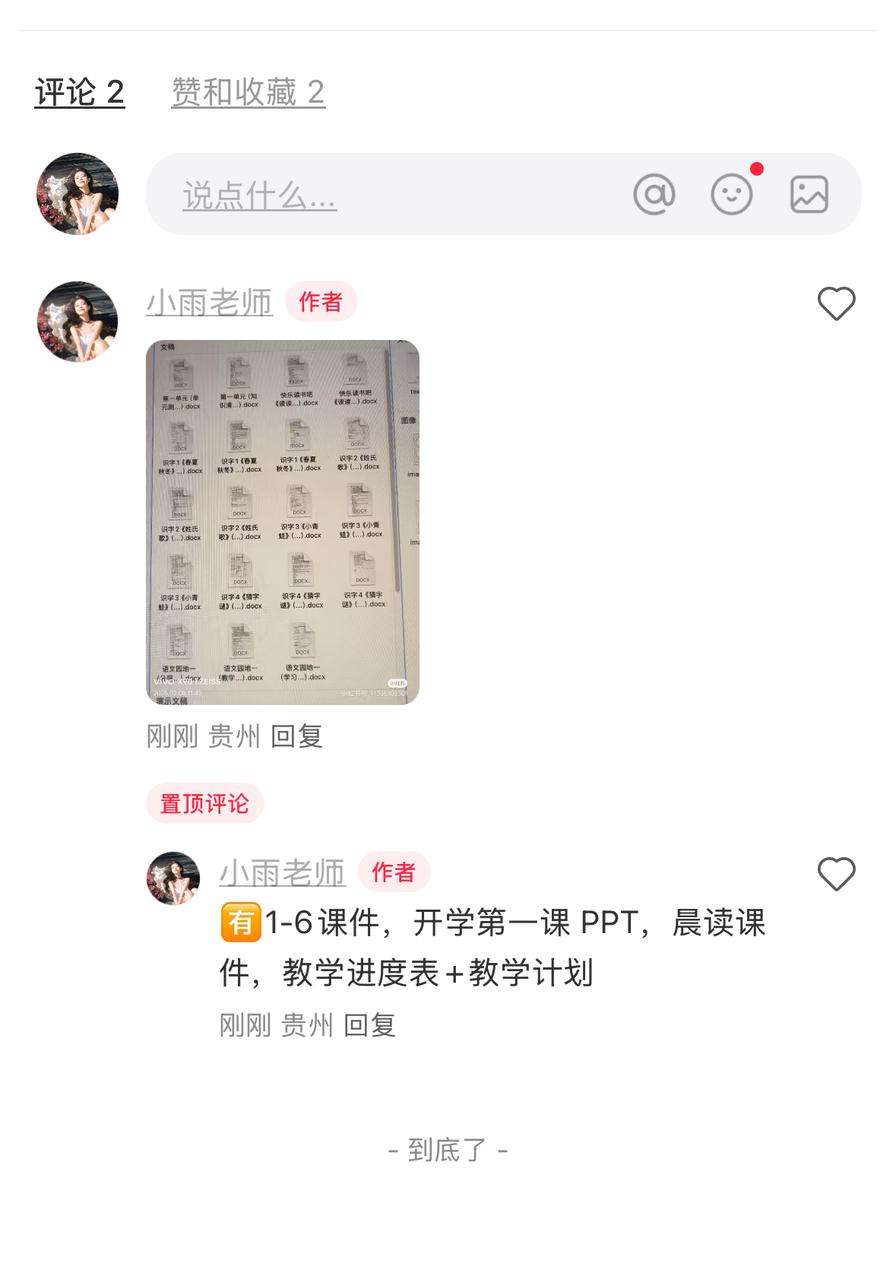 评论 2
赞和收藏 2
说点什么...
小雨老师 作者
文稿
第一单元（单 第一单元（知 快乐读书吧 快乐读书吧
元测...）.docx 识清...）.docx 《读读...）.docx 《读读...）.docx
图像
识字1《春夏 识字1《春夏 识字1《春夏 识字2《姓氏
秋冬》...）.docx 秋冬》...）.docx 秋冬》...）.docx 歌》（...）.docx
ima
识字2《姓氏 识字2《姓氏 识字3《小青 识字3《小青
歌》（...）.docx 歌》（...）.docx 蛙》（...）.docx 蛙》（...）.docx
ima
识字3《小青 识字4《猜字 识字4《猜字 识字4《猜字
蛙》（...）.docx 谜》（...）.docx 谜》（...）.docx 谜》（...）.docx
语文园地一 语文园地一 语文园地一
（教学...）.docx （学习...）.docx
vivo X90 | ZEISS
小红书
演示文稿
刚刚 贵州 回复
置顶评论
小雨老师 作者
🈶1-6课件，开学第一课 PPT，晨读课
件，教学进度表+教学计划
刚刚 贵州 回复
- 到底了 -